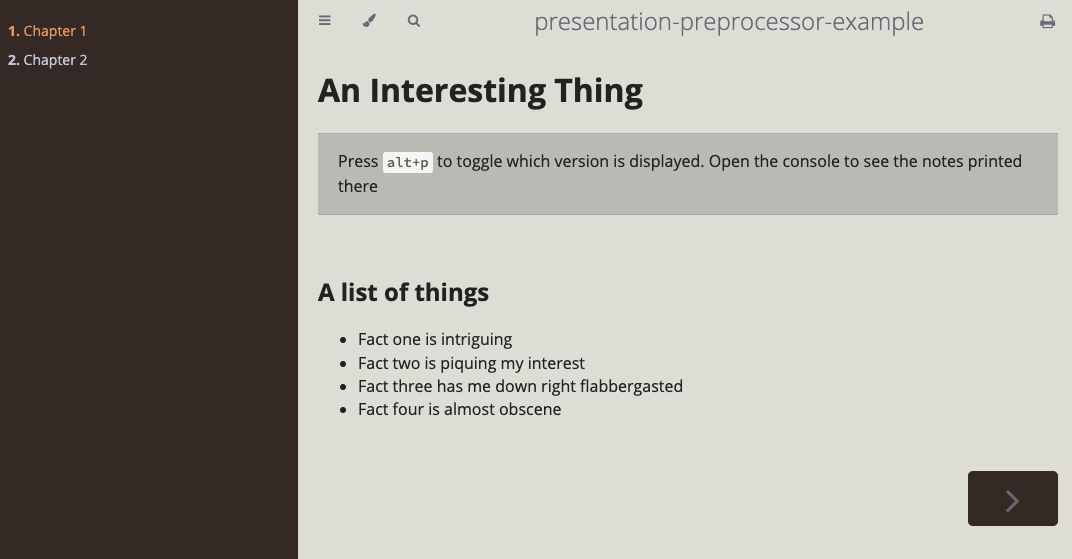 1. Chapter 1
2. Chapter 2
presentation-preprocessor-example
An Interesting Thing
Press alt+p to toggle which version is displayed. Open the console to see the notes printed
there
A list of things
• Fact one is intriguing
• Fact two is piquing my interest
• Fact three has me down right flabbergasted
• Fact four is almost obscene